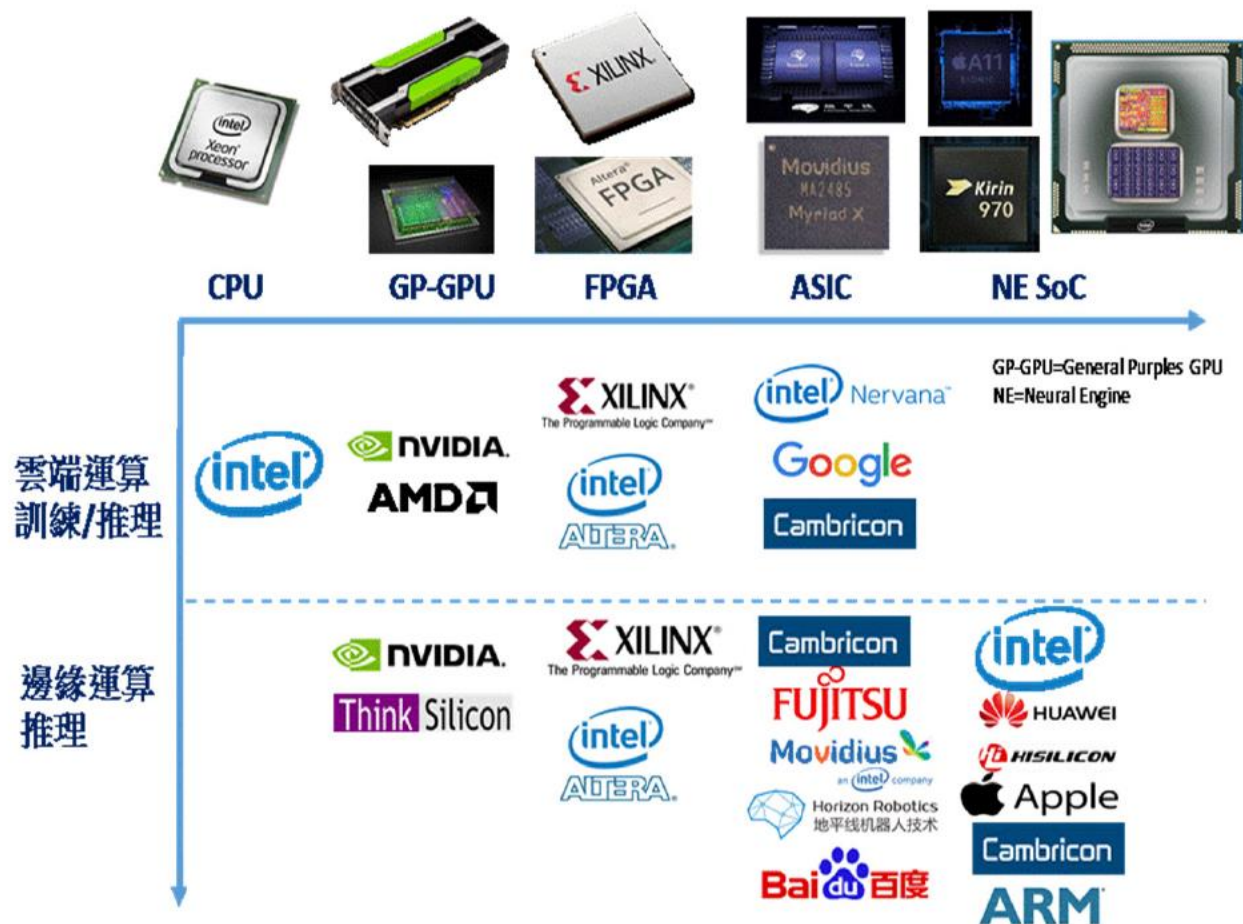 intel
Xeon
processor
XILINX
Altera
FPGA
Movidius
MA2485
Myriad X
A11
Kirin
970
intel
CPU
GP-GPU
FPGA
ASIC
NE SoC
GP-GPU=General Purples GPU
NE=Neural Engine
雲端運算
訓練/推理
intel
NVIDIA.
AMD
XILINX®
The Programmable Logic Company℠
intel
ALTERA®
intel Nervana™
Google
Cambricon
邊緣運算
推理
NVIDIA.
Think Silicon
XILINX®
The Programmable Logic Company℠
intel
ALTERA®
Cambricon
FUJITSU
Movidius
an intel company
Horizon Robotics
地平线机器人技术
Baidu百度
intel
HUAWEI
HISILICON
Apple
Cambricon
ARM